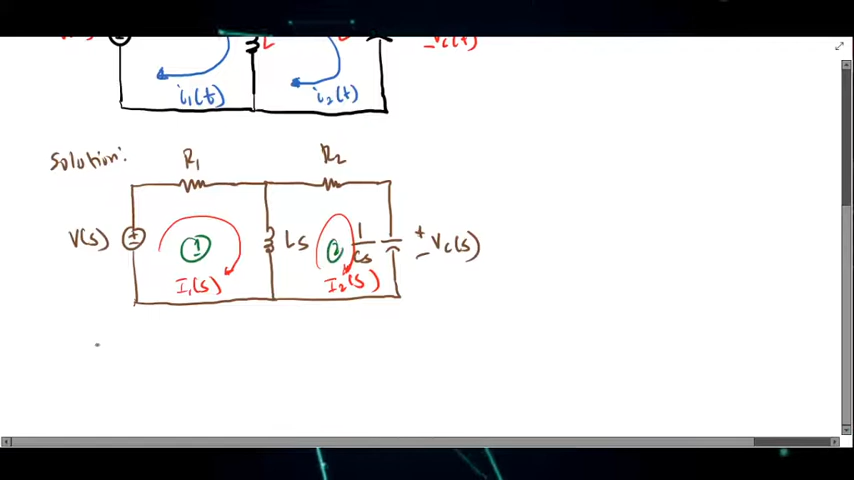 L
Vc(t)
i1(t)
i2(t)
Solution:
R1
R2
V(s)
1
I1(s)
Ls
2
I2(s)
1
Cs
+
Vc(s)
-